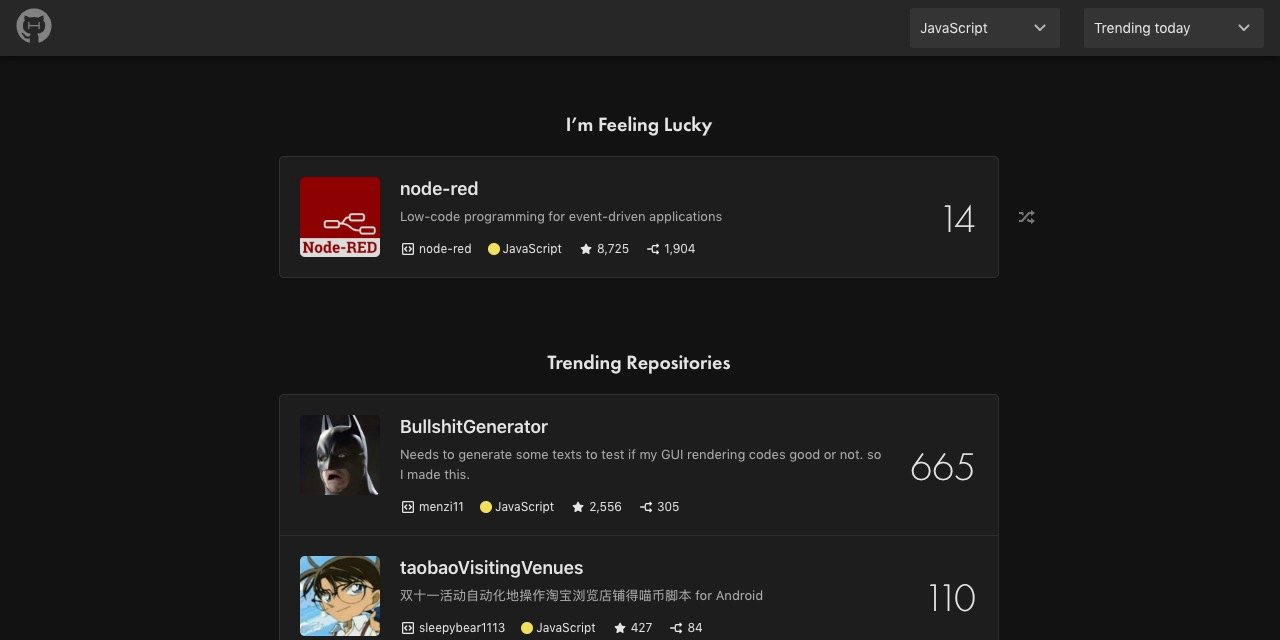 JavaScript
Trending today
I’m Feeling Lucky
node-red
Low-code programming for event-driven applications
14
Node-RED
node-red JavaScript 8,725 1,904
Trending Repositories
BullshitGenerator
Needs to generate some texts to test if my GUI rendering codes good or not. so
I made this.
665
menzi11 JavaScript 2,556 305
taobaoVisitingVenues
双十一活动自动化地操作淘宝浏览店铺得喵币脚本 for Android
110
sleepybear1113 JavaScript 427 84